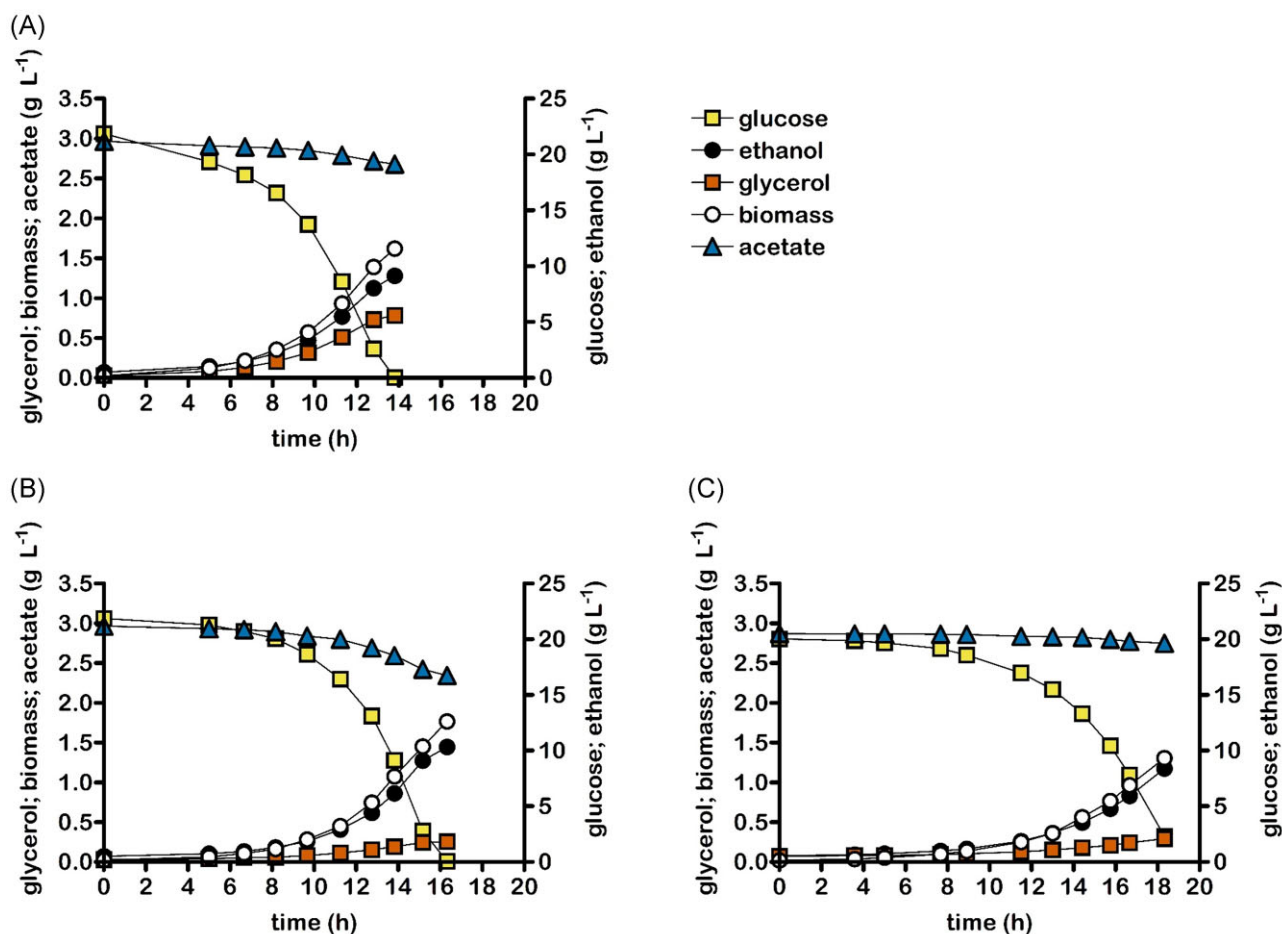 (A)
glycerol; biomass; acetate (g L-1)
3.5
3.0
2.5
2.0
1.5
1.0
0.5
0.0
25
20
15
10
5
0
glucose; ethanol (g L-1)
0 2 4 6 8 10 12 14 16 18 20
time (h)
glucose
ethanol
glycerol
biomass
acetate
(B)
glycerol; biomass; acetate (g L-1)
3.5
3.0
2.5
2.0
1.5
1.0
0.5
0.0
25
20
15
10
5
0
glucose; ethanol (g L-1)
0 2 4 6 8 10 12 14 16 18 20
time (h)
(C)
glycerol; biomass; acetate (g L-1)
3.5
3.0
2.5
2.0
1.5
1.0
0.5
0.0
25
20
15
10
5
0
glucose; ethanol (g L-1)
0 2 4 6 8 10 12 14 16 18 20
time (h)